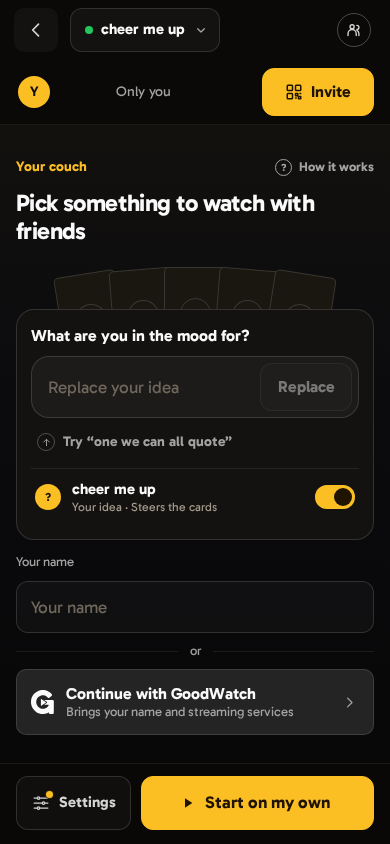 cheer me up
Y
Only you
Invite
Your couch
? How it works
Pick something to watch with
friends
What are you in the mood for?
Replace your idea
Replace
Try “one we can all quote”
?
cheer me up
Your idea · Steers the cards
Your name
Your name
or
Continue with GoodWatch
Brings your name and streaming services
Settings
Start on my own